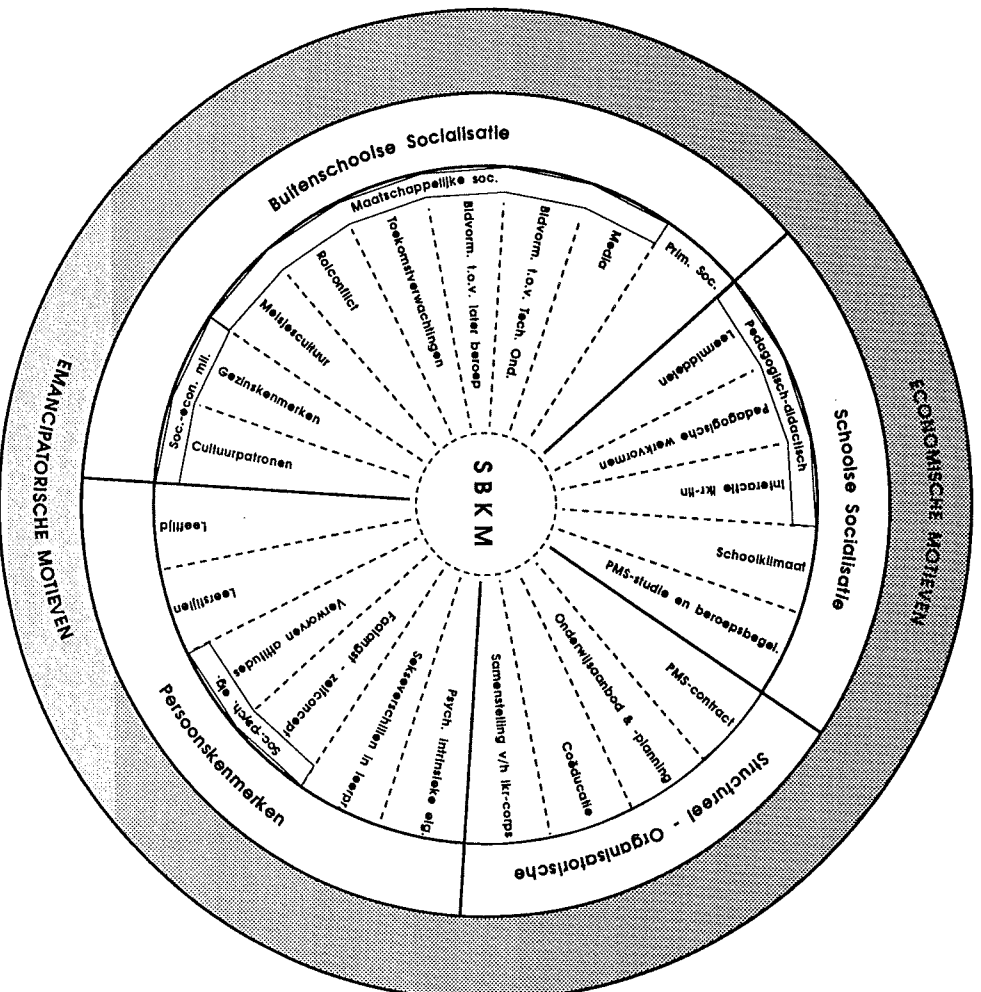 EMANCIPATORISCHE MOTIEVEN
ECONOMISCHE MOTIEVEN
Buitenschoolse Socialisatie
Soc.-econ. mil.
Cultuurpatronen
Gezinskenmerken
Maatschappelijke soc.
Meisjescultuur
Rolconflict
Toekomstverwachtingen
Bldvorm. t.o.v. later beroep
Bldvorm. t.o.v. Tech. Ond.
Media
Prim. Soc.
Schoolse Socialisatie
Pedagogisch-didactisch
Leermiddelen
Pedagogische werkvormen
Interactie lkr-lln
Schoolklimaat
PMS-studie en beroepsbegel.
Structureel - Organisatorische
PMS-contract
Onderwijsaanbod & -planning
Coëducatie
Samenstelling v/h lkr-corps
Persoonskenmerken
Psych. intrinsieke eig.
Sekseverschillen in leerpr.
Soc.-psych. eig.
Faalangst - zelfconcept
Verworven attitudes
Leerstijlen
Leeftijd
SBKM